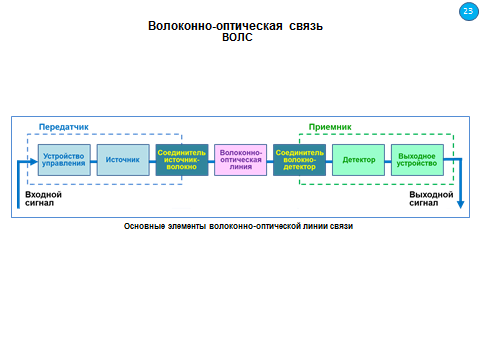 23
Волоконно-оптическая связь
ВОЛС
Передатчик
Приемник
Устройство
управления
Источник
Соединитель
источник-
волокно
Волоконно-
оптическая
линия
Соединитель
волокно-
детектор
Детектор
Выходное
устройство
Входной
сигнал
Выходной
сигнал
Основные элементы волоконно-оптической линии связи